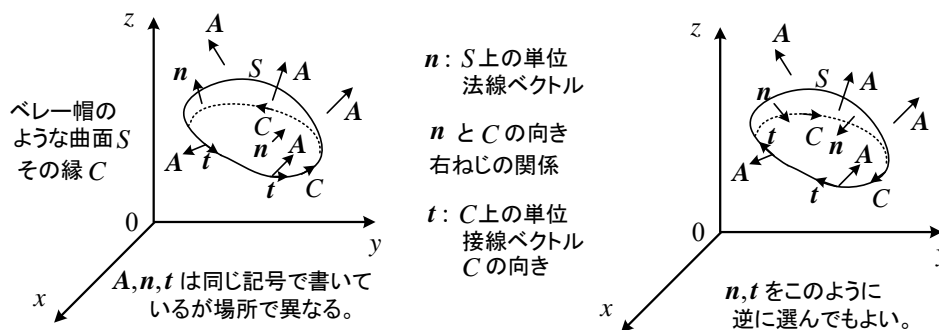 z
A
n
S
A
A
C
n
A
A
t
t
C
0
y
x
ベレー帽の
ような曲面 S
その縁 C
A,n,t は同じ記号で書いて
いるが場所で異なる。
n: S 上の単位
法線ベクトル
n と C の向き
右ねじの関係
t: C 上の単位
接線ベクトル
C の向き
z
A
S
A
n
A
C
n
A
A
t
t
C
0
y
x
n,t をこのように
逆に選んでもよい。